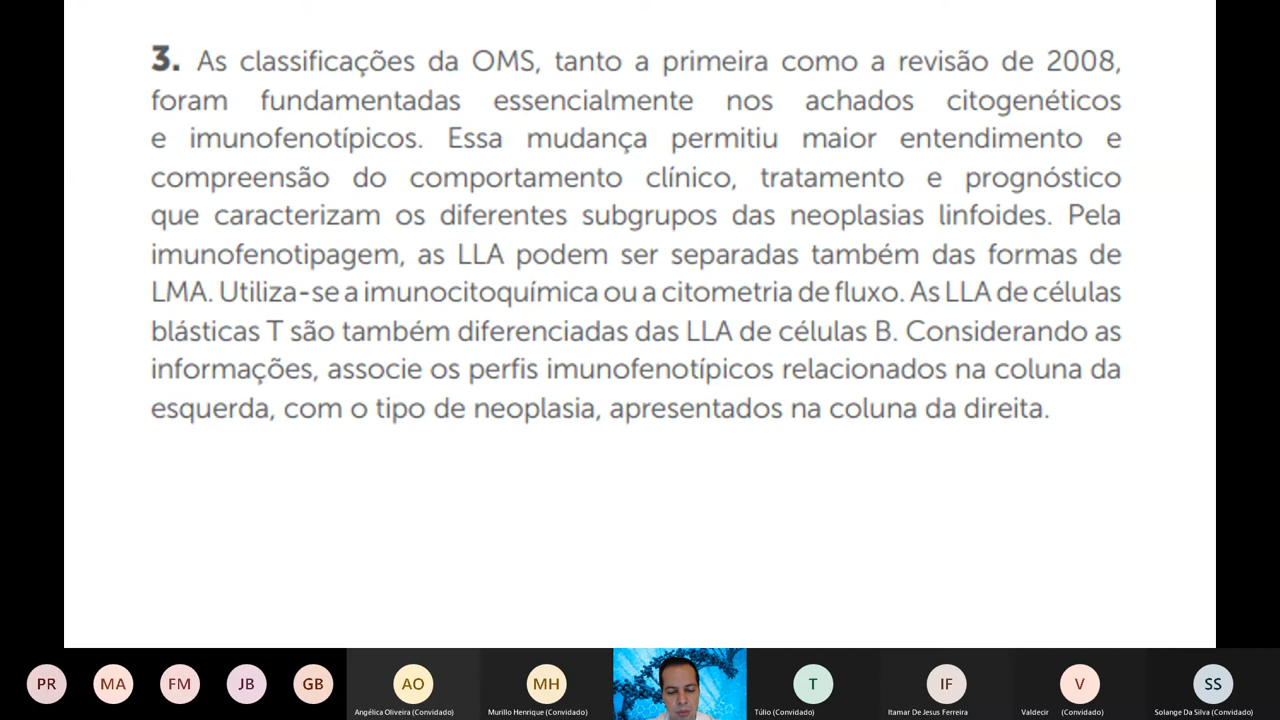 3. As classificações da OMS, tanto a primeira como a revisão de 2008,
foram fundamentadas essencialmente nos achados citogenéticos
e imunofenotípicos. Essa mudança permitiu maior entendimento e
compreensão do comportamento clínico, tratamento e prognóstico
que caracterizam os diferentes subgrupos das neoplasias linfoides. Pela
imunofenotipagem, as LLA podem ser separadas também das formas de
LMA. Utiliza-se a imunocitoquímica ou a citometria de fluxo. As LLA de células
blásticas T são também diferenciadas das LLA de células B. Considerando as
informações, associe os perfis imunofenotípicos relacionados na coluna da
esquerda, com o tipo de neoplasia, apresentados na coluna da direita.
PR MA FM JB GB AO MH T IF V SS
Angélica Oliveira (Convidado) Murillo Henrique (Convidado) Túlio (Convidado) Itamar De Jesus Ferreira Valdecir (Convidado) Solange Da Silva (Convidado)